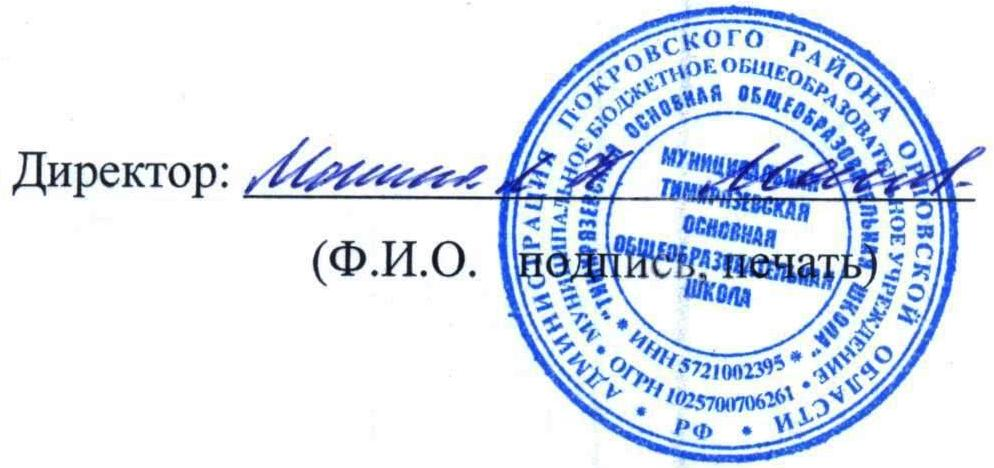 Директор:
(Ф.И.О. подпись, печать)
АДМИНИСТРАЦИЯ ПОКРОВСКОГО РАЙОНА ОРЛОВСКОЙ ОБЛАСТИ * РФ *
МУНИЦИПАЛЬНОЕ БЮДЖЕТНОЕ ОБЩЕОБРАЗОВАТЕЛЬНОЕ УЧРЕЖДЕНИЕ • ОГРН 1025700706261 •
"ТИМИРЯЗЕВСКАЯ ОСНОВНАЯ ОБЩЕОБРАЗОВАТЕЛЬНАЯ ШКОЛА" * ИНН 5721002395 *
МУНИЦИПАЛЬНАЯ
ТИМИРЯЗЕВСКАЯ
ОСНОВНАЯ
ОБЩЕОБРАЗОВАТЕЛЬНАЯ
ШКОЛА